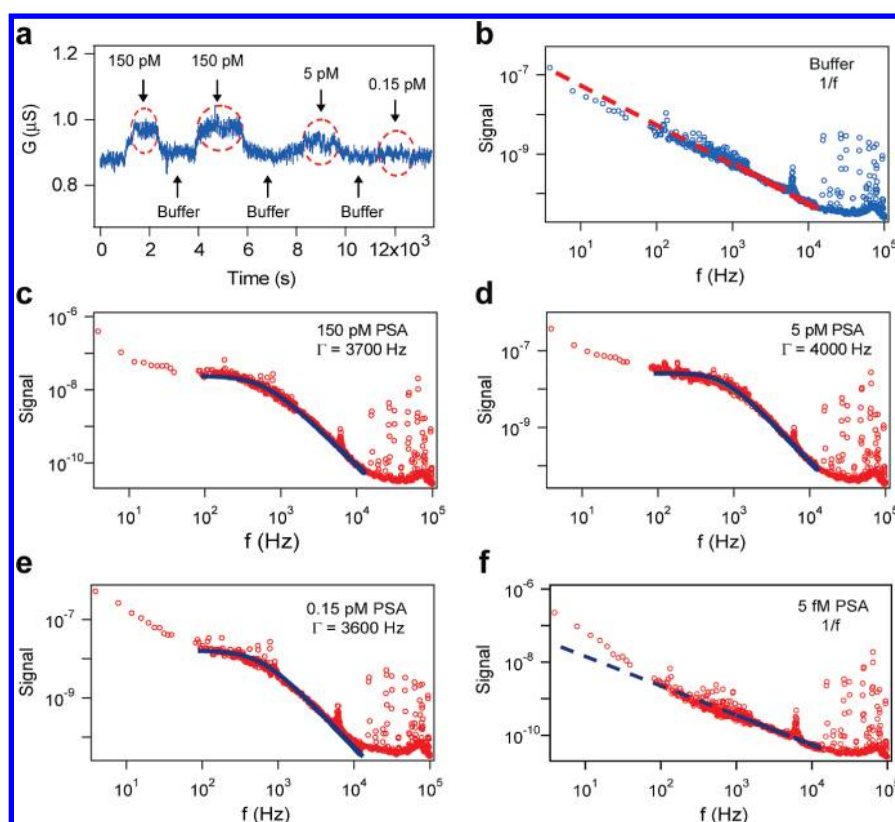 a
1.2
1.0
0.8
G (μS)
150 pM
150 pM
5 pM
0.15 pM
Buffer
Buffer
Buffer
0
2
4
6
8
10
12x10³
Time (s)
b
Buffer
1/f
10⁻⁷
10⁻⁹
Signal
10¹
10²
10³
10⁴
10⁵
f (Hz)
c
150 pM PSA
Γ = 3700 Hz
10⁻⁶
10⁻⁸
10⁻¹⁰
Signal
10¹
10²
10³
10⁴
10⁵
f (Hz)
d
5 pM PSA
Γ = 4000 Hz
10⁻⁷
10⁻⁹
Signal
10¹
10²
10³
10⁴
10⁵
f (Hz)
e
0.15 pM PSA
Γ = 3600 Hz
10⁻⁷
10⁻⁹
Signal
10¹
10²
10³
10⁴
10⁵
f (Hz)
f
5 fM PSA
1/f
10⁻⁶
10⁻⁸
10⁻¹⁰
Signal
10¹
10²
10³
10⁴
10⁵
f (Hz)